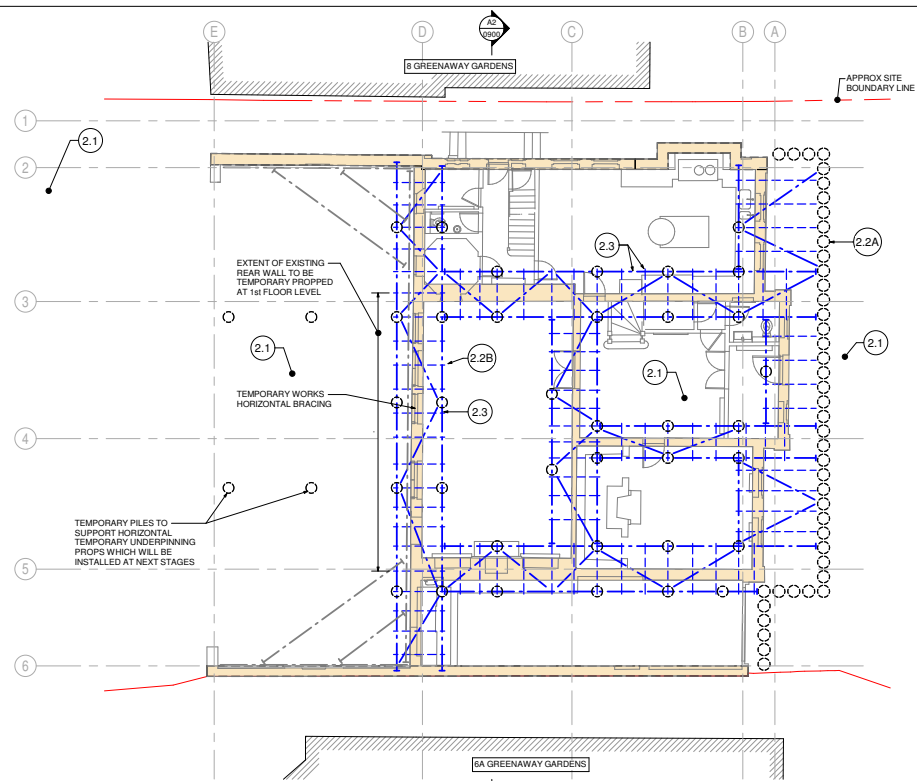 E
D
A2
0900
C
B
A
8 GREENAWAY GARDENS
APPROX SITE
BOUNDARY LINE
1
2.1
2
2.3
2.2A
EXTENT OF EXISTING
REAR WALL TO BE
TEMPORARY PROPPED
AT 1st FLOOR LEVEL
3
2.1
2.2B
2.1
2.1
TEMPORARY WORKS
HORIZONTAL BRACING
2.3
4
TEMPORARY PILES TO
SUPPORT HORIZONTAL
TEMPORARY UNDERPINNING
PROPS WHICH WILL BE
INSTALLED AT NEXT STAGES
5
6
6A GREENAWAY GARDENS